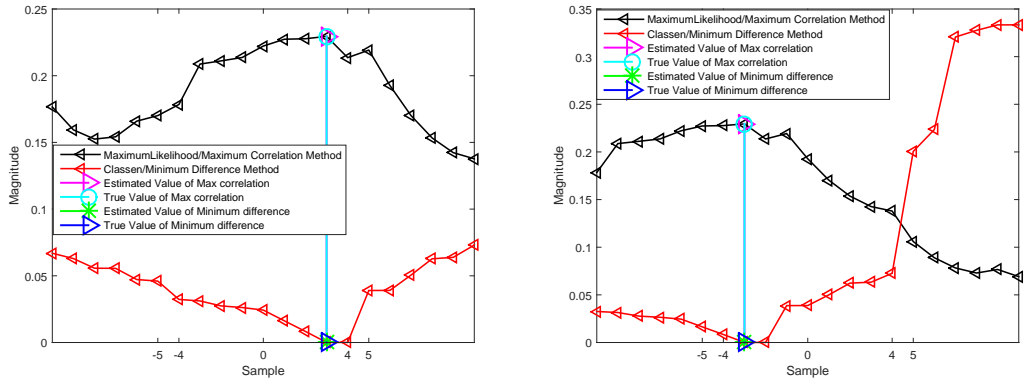 0.25
0.2
0.15
0.1
0.05
0
Magnitude
MaximumLikelihood/Maximum Correlation Method
Classen/Minimum Difference Method
Estimated Value of Max correlation
True Value of Max correlation
Estimated Value of Minimum difference
True Value of Minimum difference
-5 -4 0 4 5
Sample
0.35
0.3
0.25
0.2
0.15
0.1
0.05
0
Magnitude
MaximumLikelihood/Maximum Correlation Method
Classen/Minimum Difference Method
Estimated Value of Max correlation
True Value of Max correlation
Estimated Value of Minimum difference
True Value of Minimum difference
-5 -4 0 4 5
Sample